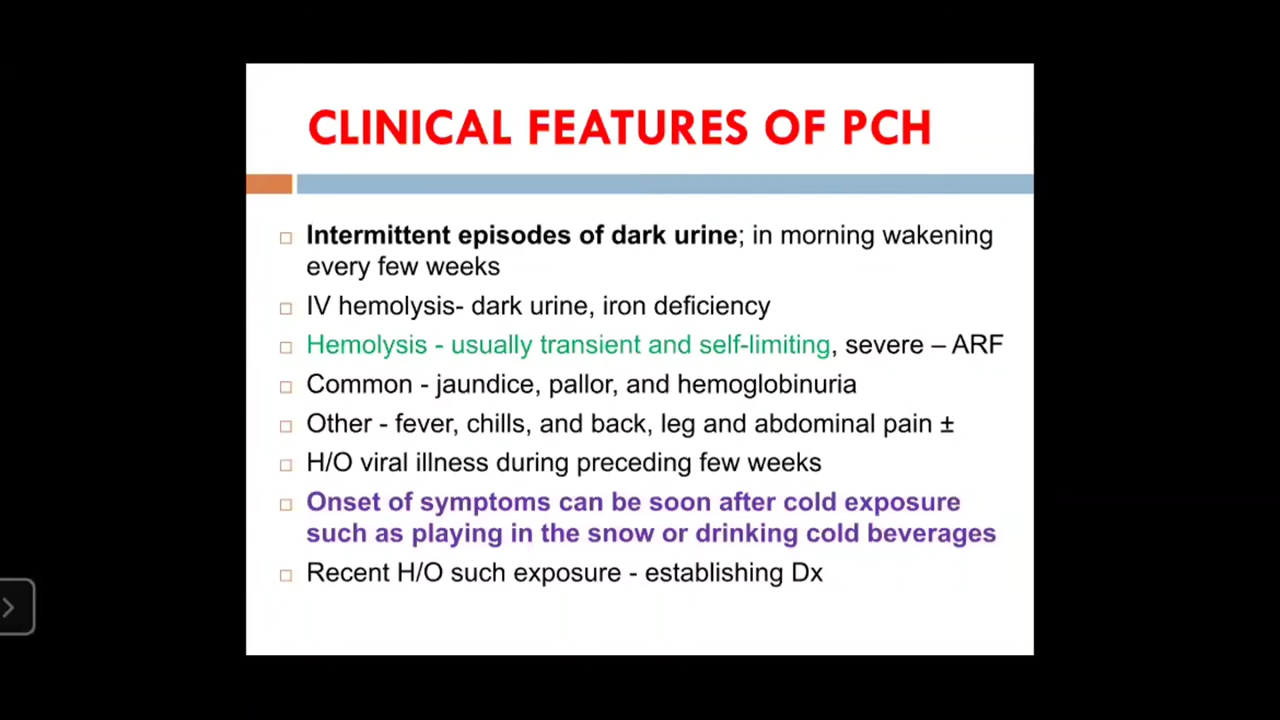 CLINICAL FEATURES OF PCH
Intermittent episodes of dark urine; in morning wakening
every few weeks
IV hemolysis- dark urine, iron deficiency
Hemolysis - usually transient and self-limiting, severe – ARF
Common - jaundice, pallor, and hemoglobinuria
Other - fever, chills, and back, leg and abdominal pain ±
H/O viral illness during preceding few weeks
Onset of symptoms can be soon after cold exposure
such as playing in the snow or drinking cold beverages
Recent H/O such exposure - establishing Dx